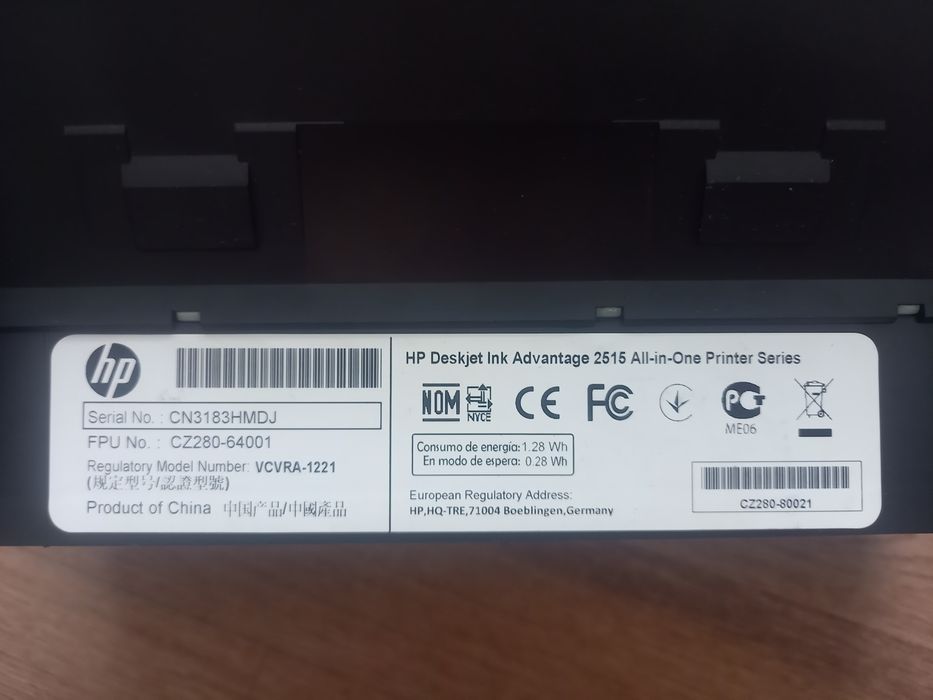 hp
Serial No. : CN3183HMDJ
FPU No. : CZ280-64001
Regulatory Model Number: VCVRA-1221
(规定型号/認證型號)
Product of China 中国产品/中國產品
HP Deskjet Ink Advantage 2515 All-in-One Printer Series
NOM NYCE CE FC PCT
ME06
Consumo de energía: 1.28 Wh
En modo de espera: 0.28 Wh
European Regulatory Address:
HP,HQ-TRE,71004 Boeblingen,Germany
CZ280-80021